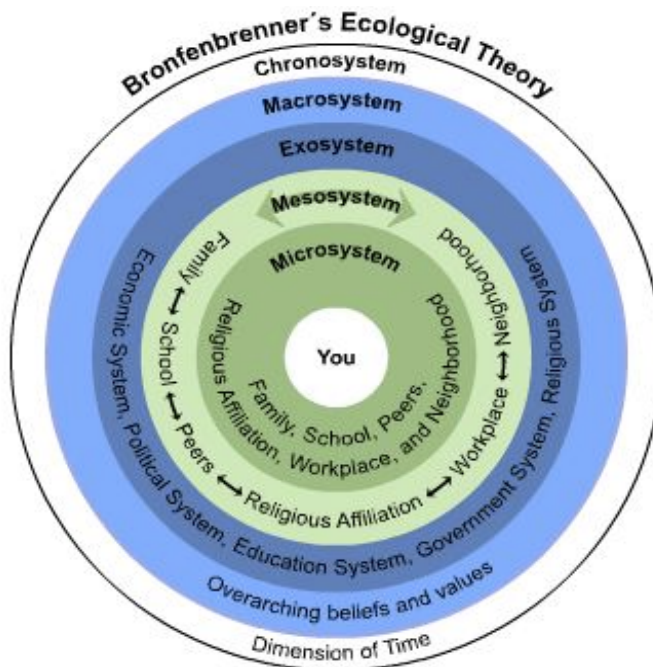 Bronfenbrenner´s Ecological Theory
Chronosystem
Macrosystem
Exosystem
Mesosystem
Microsystem
You
Family. School, Peers,
Religious Affiliation, Workplace, and Neighborhood
Family ↔ School ↔ Peers ↔ Religious Affiliation ↔ Workplace ↔ Neighborhood
Economic System, Political System, Education System, Government System, Religious System
Overarching beliefs and values
Dimension of Time